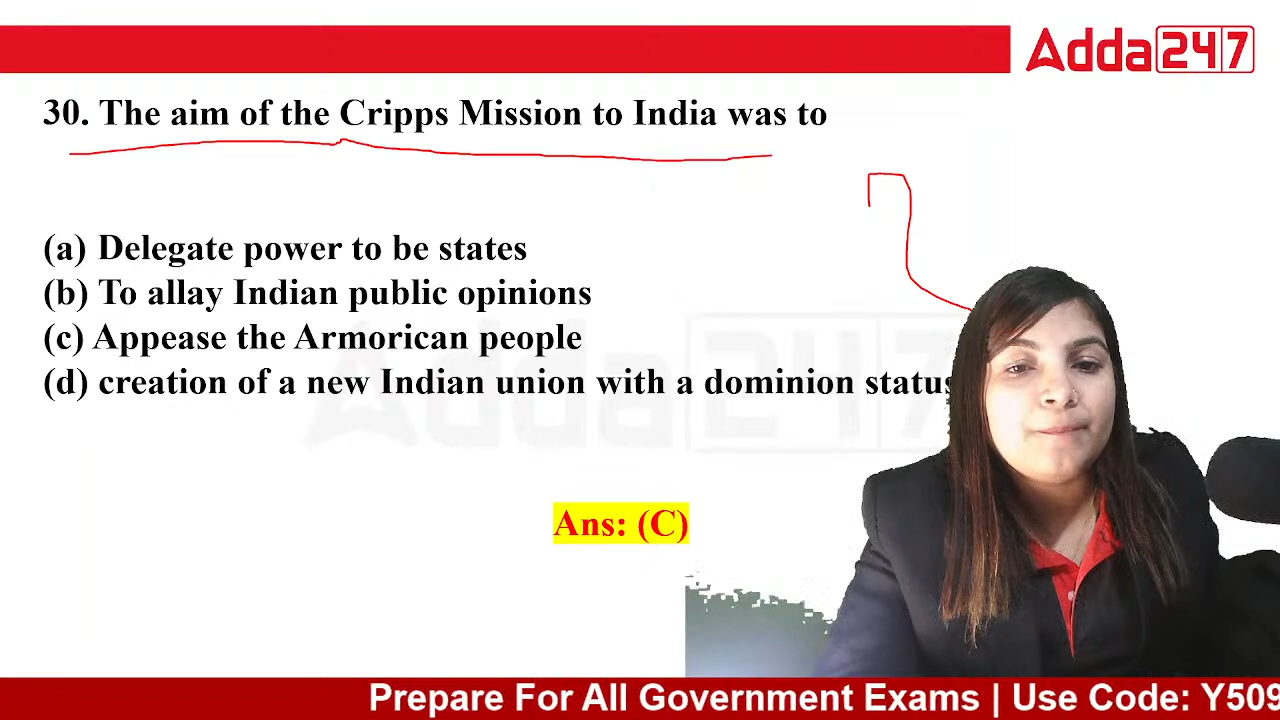 Adda247
30. The aim of the Cripps Mission to India was to
(a) Delegate power to be states
(b) To allay Indian public opinions
(c) Appease the Armorican people
(d) creation of a new Indian union with a dominion status
Adda247
Ans: (C)
Prepare For All Government Exams | Use Code: Y509